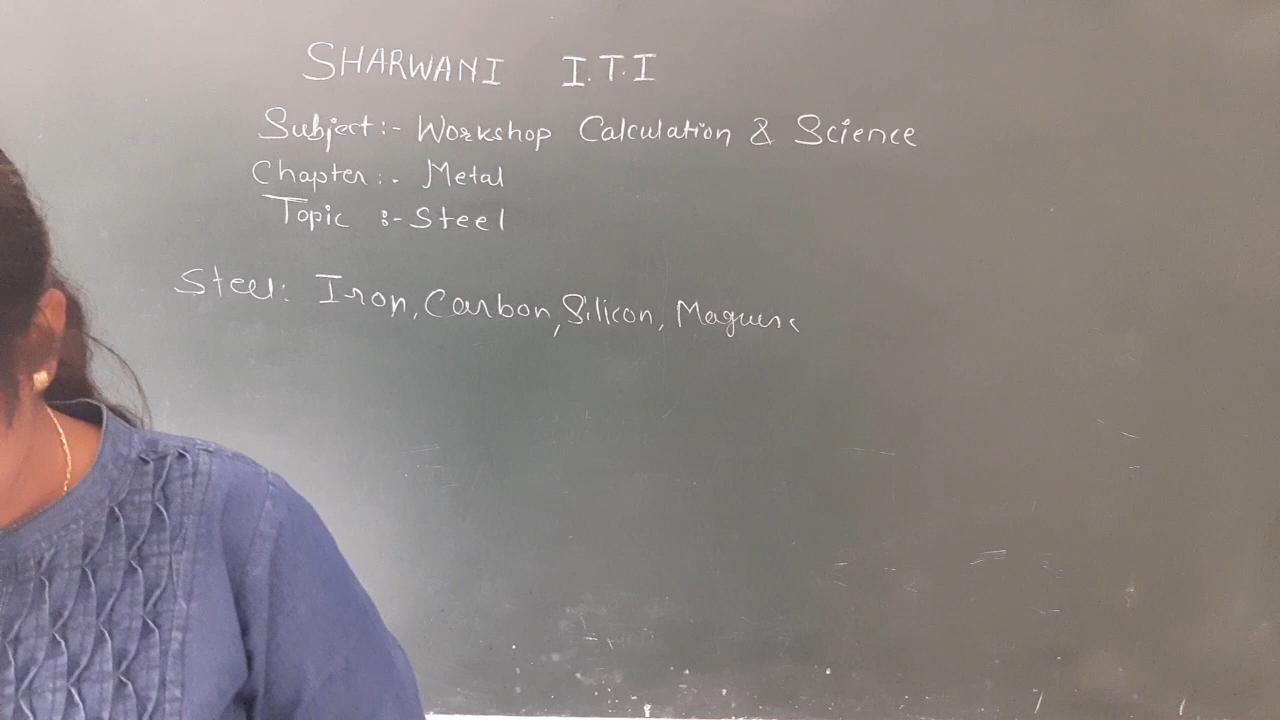 SHARWANI I.T.I
Subject:- Workshop Calculation & Science
Chapter:- Metal
Topic :- Steel
Steel: Iron, Carbon, Silicon,